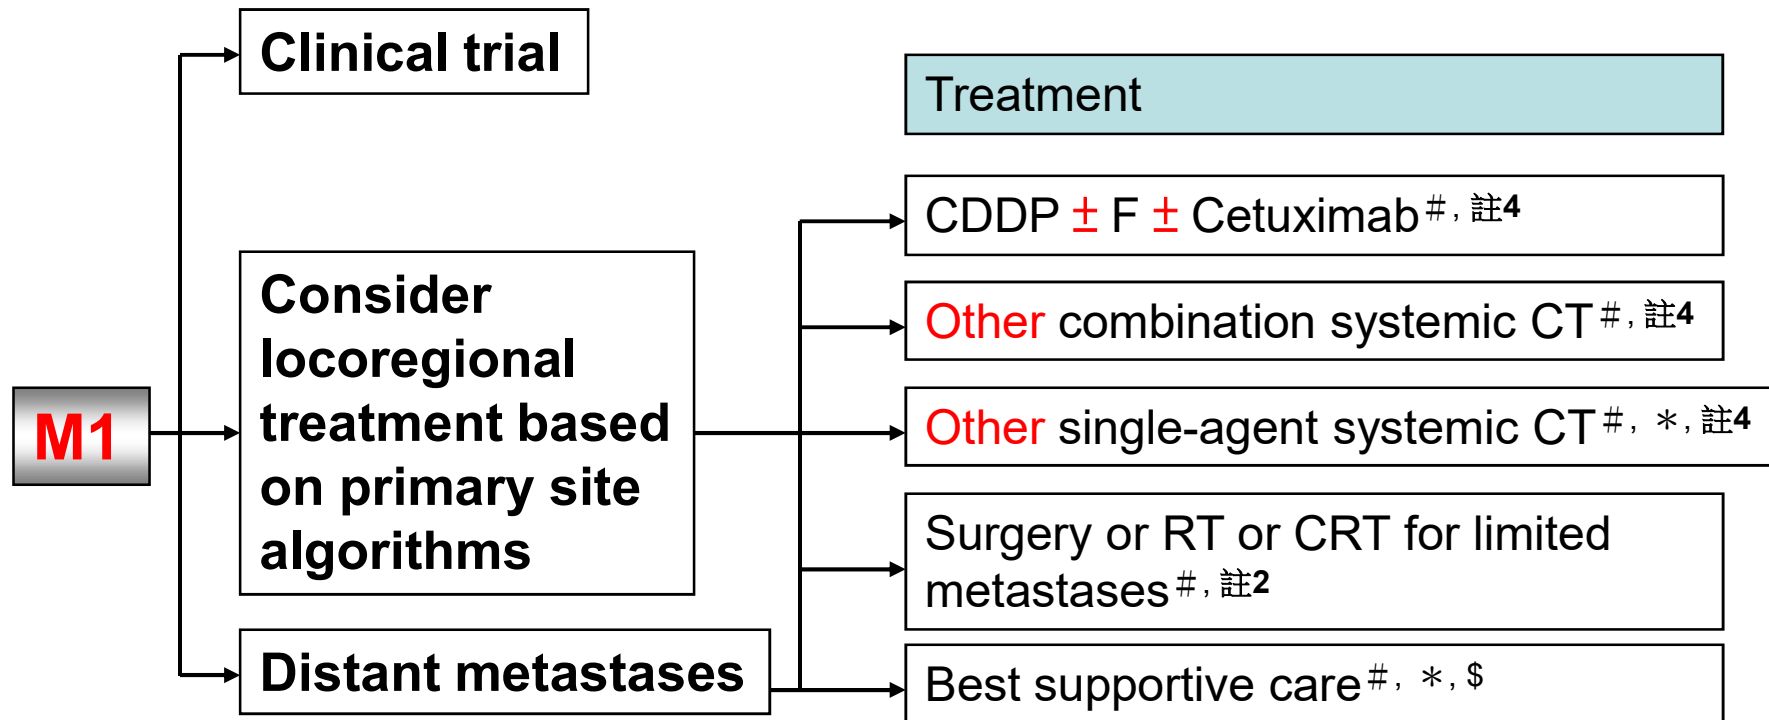 Clinical trial
Treatment
CDDP ± F ± Cetuximab#, 註4
Consider
locoregional
treatment based
on primary site
algorithms
Other combination systemic CT#, 註4
M1
Other single-agent systemic CT#, *, 註4
Surgery or RT or CRT for limited
metastases#, 註2
Distant metastases
Best supportive care#, *, $